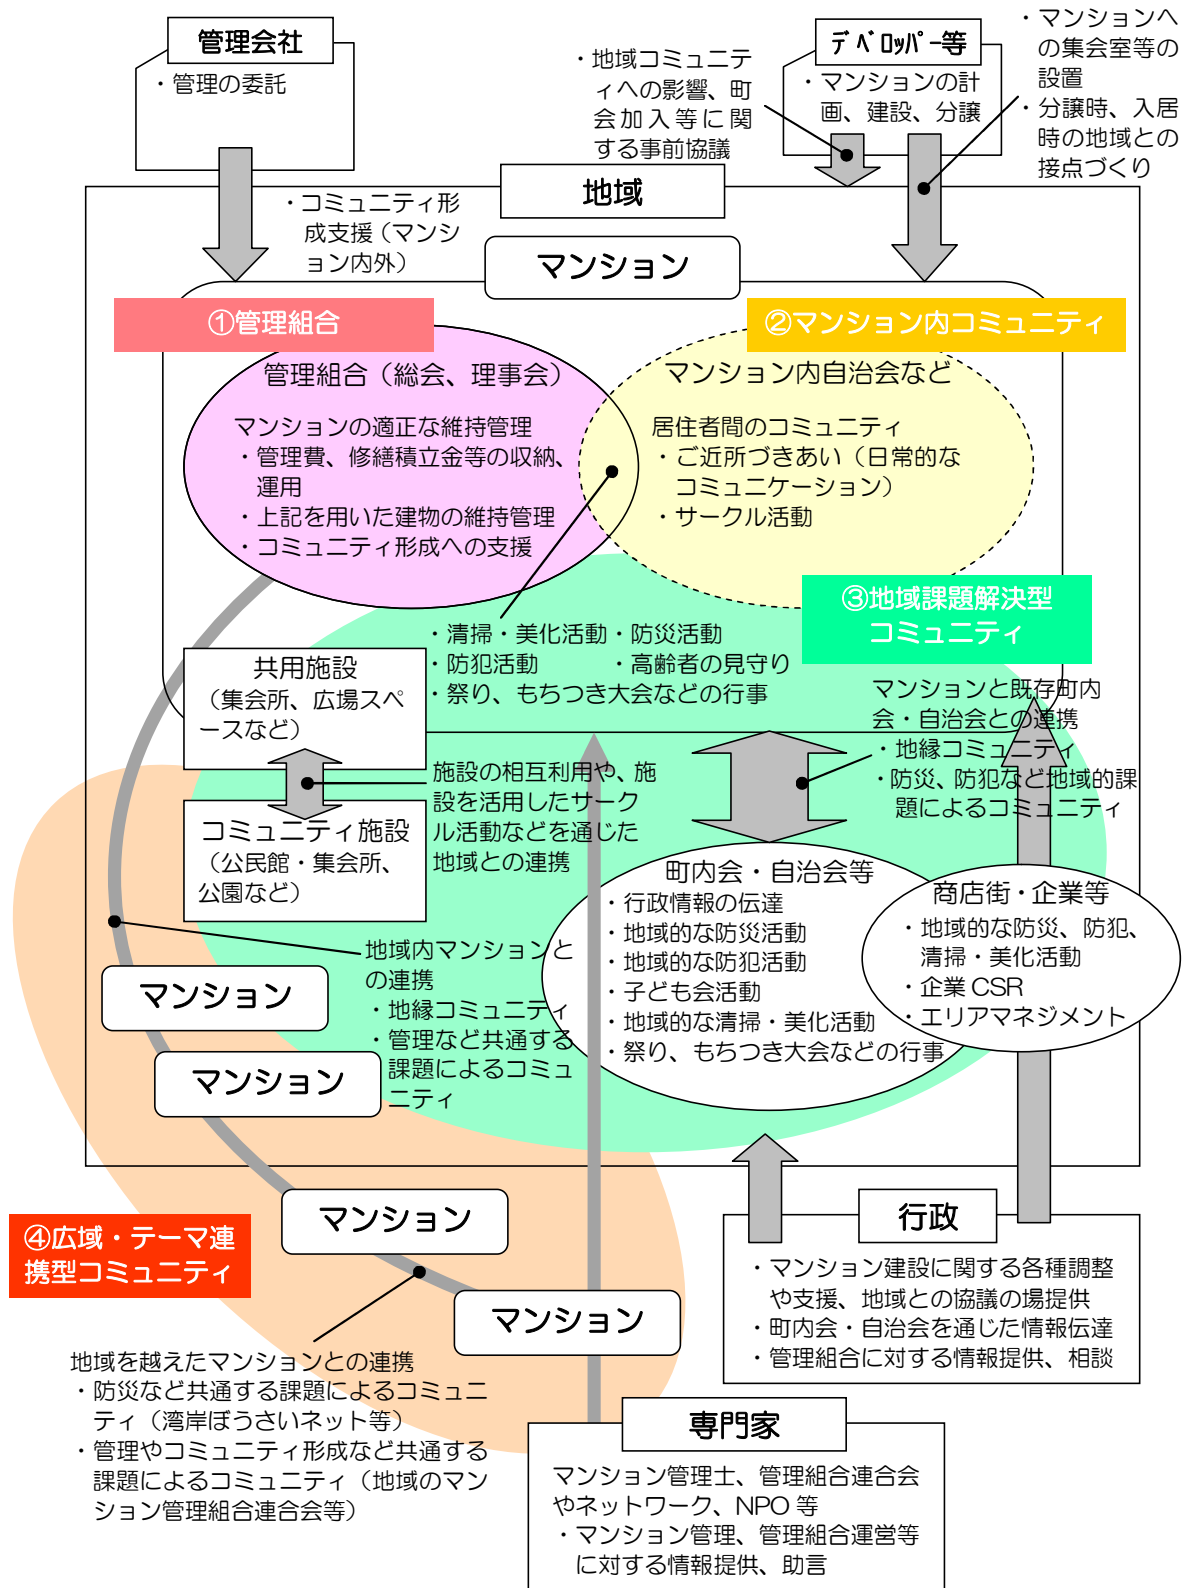 管理会社
・管理の委託
デベロッパー等
・マンションの計
画、建設、分譲
・地域コミュニテ
ィへの影響、町
会加入等に関
する事前協議
・マンションへ
の集会室等の
設置
・分譲時、入居
時の地域との
接点づくり
地域
・コミュニティ形
成支援（マンシ
ョン内外）
マンション
①管理組合
②マンション内コミュニティ
管理組合（総会、理事会）
マンションの適正な維持管理
・管理費、修繕積立金等の収納、
運用
・上記を用いた建物の維持管理
・コミュニティ形成への支援
マンション内自治会など
居住者間のコミュニティ
・ご近所づきあい（日常的な
コミュニケーション）
・サークル活動
③地域課題解決型
コミュニティ
・清掃・美化活動・防災活動
・防犯活動　　・高齢者の見守り
・祭り、もちつき大会などの行事
共用施設
（集会所、広場スペ
ースなど）
マンションと既存町内
会・自治会との連携
・地縁コミュニティ
・防災、防犯など地域的課
題によるコミュニティ
施設の相互利用や、施
設を活用したサーク
ル活動などを通じた
地域との連携
コミュニティ施設
（公民館・集会所、
公園など）
町内会・自治会等
・行政情報の伝達
・地域的な防災活動
・地域的な防犯活動
・子ども会活動
・地域的な清掃・美化活動
・祭り、もちつき大会などの行事
商店街・企業等
・地域的な防災、防犯、
清掃・美化活動
・企業 CSR
・エリアマネジメント
地域内マンションと
の連携
・地縁コミュニティ
・管理など共通する
課題によるコミュ
ニティ
マンション
マンション
マンション
マンション
④広域・テーマ連
携型コミュニティ
行政
・マンション建設に関する各種調整
や支援、地域との協議の場提供
・町内会・自治会を通じた情報伝達
・管理組合に対する情報提供、相談
地域を越えたマンションとの連携
・防災など共通する課題によるコミュニ
ティ（湾岸ぼうさいネット等）
・管理やコミュニティ形成など共通する
課題によるコミュニティ（地域のマン
ション管理組合連合会等）
専門家
マンション管理士、管理組合連合会
やネットワーク、NPO 等
・マンション管理、管理組合運営等
に対する情報提供、助言